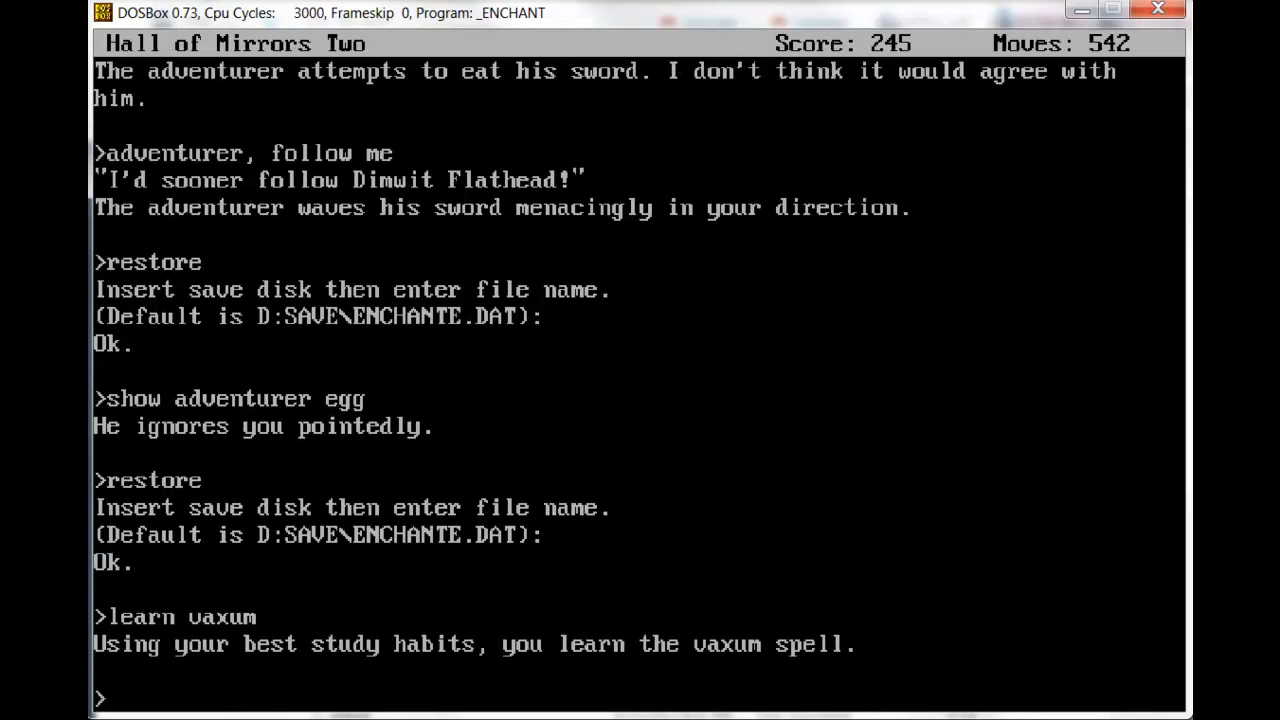 DOSBox 0.73, Cpu Cycles: 3000, Frameskip 0, Program: _ENCHANT
Hall of Mirrors Two Score: 245 Moves: 542
The adventurer attempts to eat his sword. I don't think it would agree with
him.
>adventurer, follow me
"I'd sooner follow Dimwit Flathead!"
The adventurer waves his sword menacingly in your direction.
>restore
Insert save disk then enter file name.
(Default is D:SAVE\ENCHANTE.DAT):
Ok.
>show adventurer egg
He ignores you pointedly.
>restore
Insert save disk then enter file name.
(Default is D:SAVE\ENCHANTE.DAT):
Ok.
>learn vaxum
Using your best study habits, you learn the vaxum spell.
>